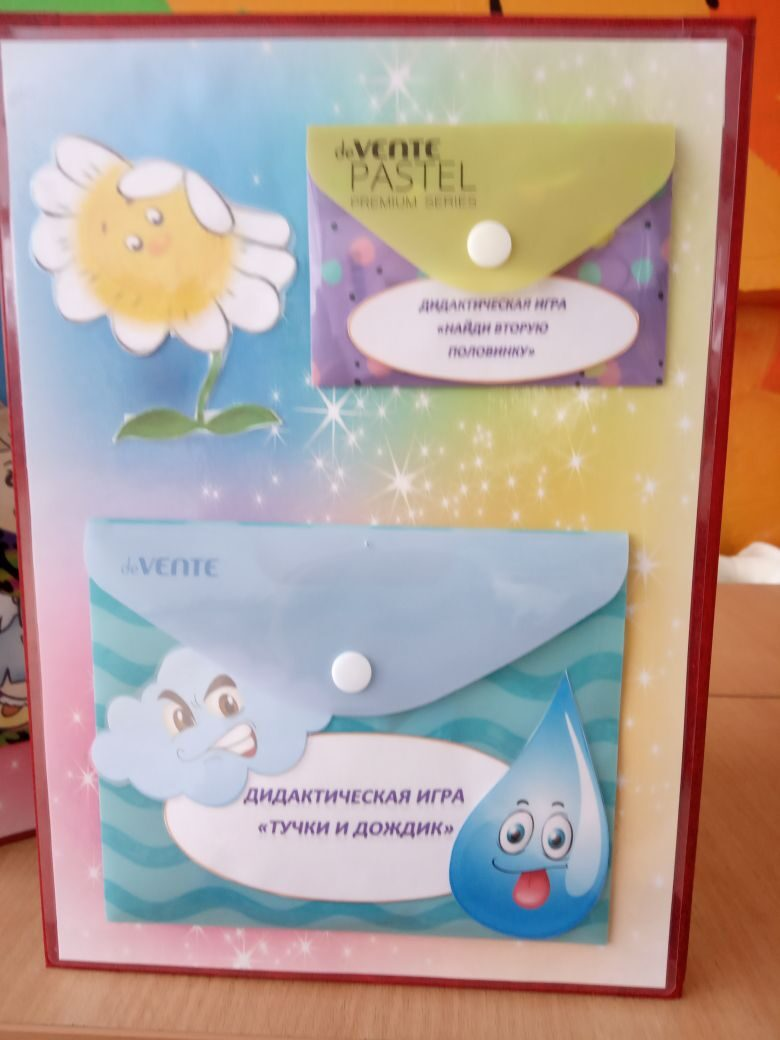 deVENTE
PASTEL
PREMIUM SERIES
ДИДАКТИЧЕСКАЯ ИГРА
«НАЙДИ ВТОРУЮ
ПОЛОВИНКУ»
deVENTE
ДИДАКТИЧЕСКАЯ ИГРА
«ТУЧКИ И ДОЖДИК»